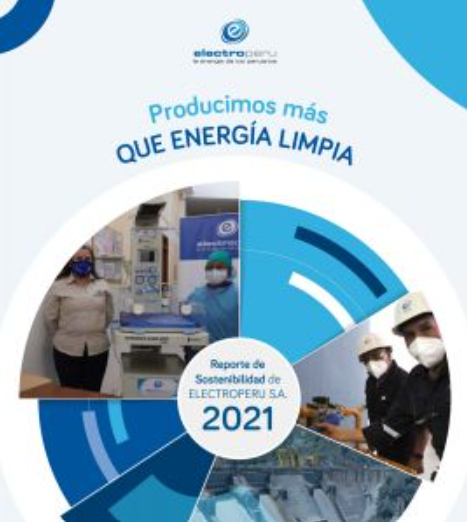 electroperu
la energía de los peruanos
Producimos más
QUE ENERGÍA LIMPIA
Reporte de
Sostenibilidad de
ELECTROPERU S.A.
2021